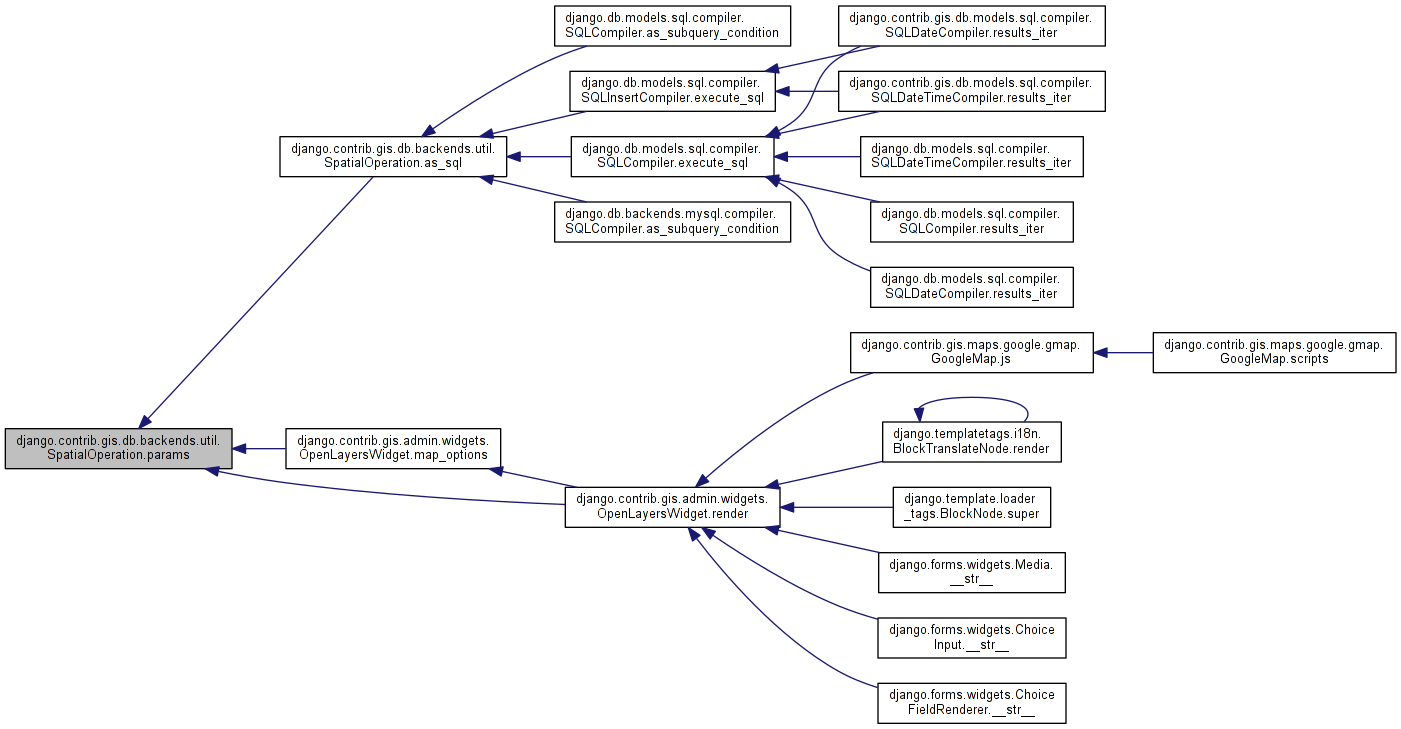 django.db.models.sql.compiler.
SQLCompiler.as_subquery_condition
django.contrib.gis.db.models.sql.compiler.
SQLDateCompiler.results_iter
django.db.models.sql.compiler.
SQLInsertCompiler.execute_sql
django.contrib.gis.db.models.sql.compiler.
SQLDateTimeCompiler.results_iter
django.contrib.gis.db.backends.util.
SpatialOperation.as_sql
django.db.models.sql.compiler.
SQLCompiler.execute_sql
django.db.models.sql.compiler.
SQLDateTimeCompiler.results_iter
django.db.backends.mysql.compiler.
SQLCompiler.as_subquery_condition
django.db.models.sql.compiler.
SQLCompiler.results_iter
django.db.models.sql.compiler.
SQLDateCompiler.results_iter
django.contrib.gis.maps.google.gmap.
GoogleMap.js
django.contrib.gis.maps.google.gmap.
GoogleMap.scripts
django.contrib.gis.db.backends.util.
SpatialOperation.params
django.contrib.gis.admin.widgets.
OpenLayersWidget.map_options
django.templatetags.i18n.
BlockTranslateNode.render
django.contrib.gis.admin.widgets.
OpenLayersWidget.render
django.template.loader
_tags.BlockNode.super
django.forms.widgets.Media.
__str__
django.forms.widgets.Choice
Input.__str__
django.forms.widgets.Choice
FieldRenderer.__str__